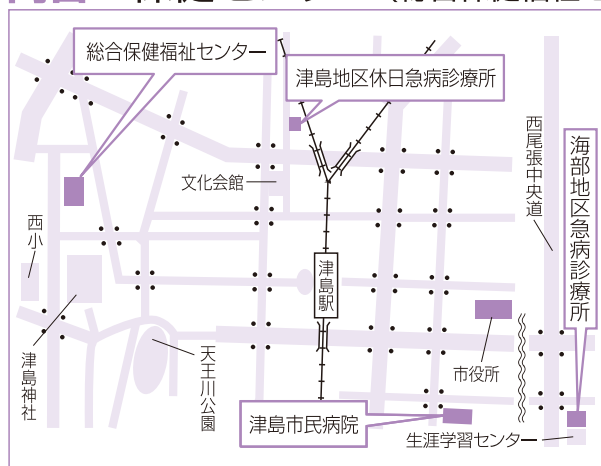 総合保健福祉センター
津島地区休日急病診療所
西尾張中央道
海部地区急病診療所
文化会館
西小
津島駅
津島神社
天王川公園
市役所
津島市民病院
生涯学習センター